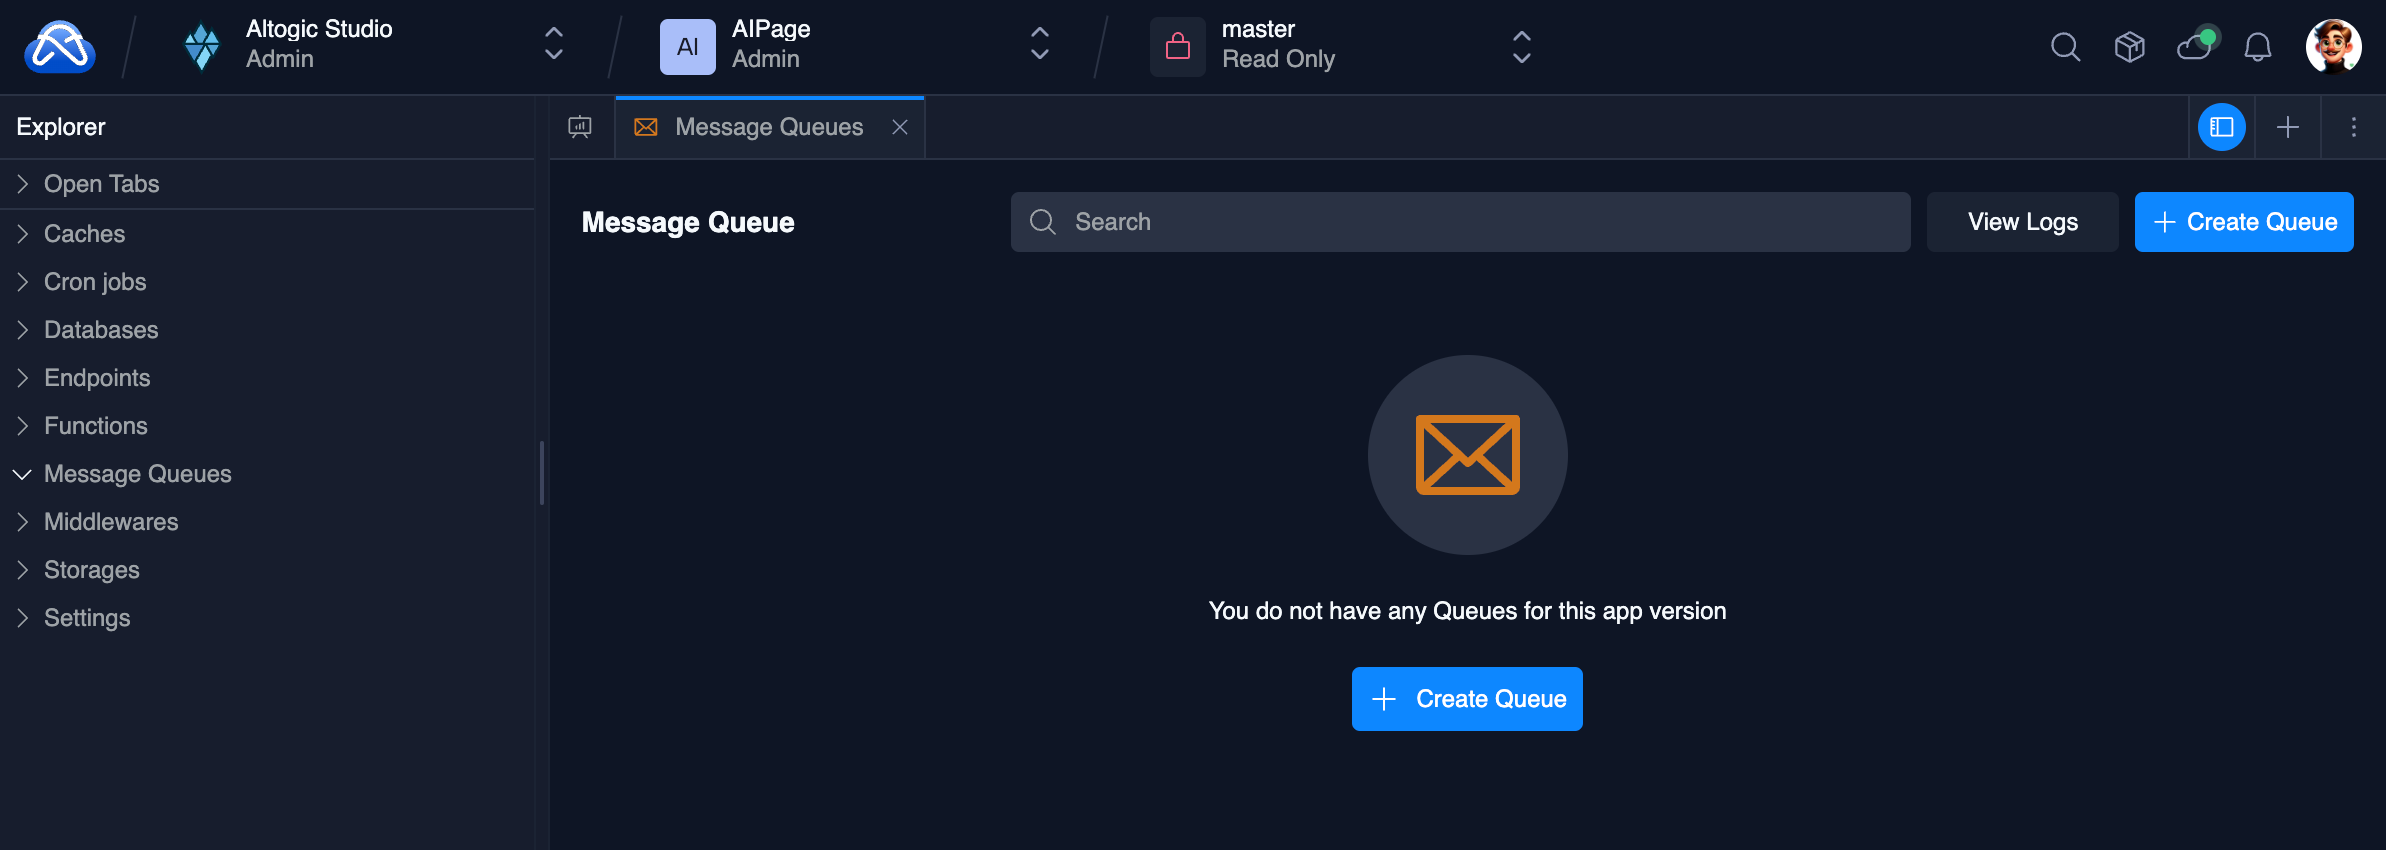 Altogic Studio
Admin
AI
AIPage
Admin
master
Read Only
Explorer
Message Queues
Open Tabs
Caches
Cron jobs
Databases
Endpoints
Functions
Message Queues
Middlewares
Storages
Settings
Message Queue
Search
View Logs
Create Queue
You do not have any Queues for this app version
Create Queue